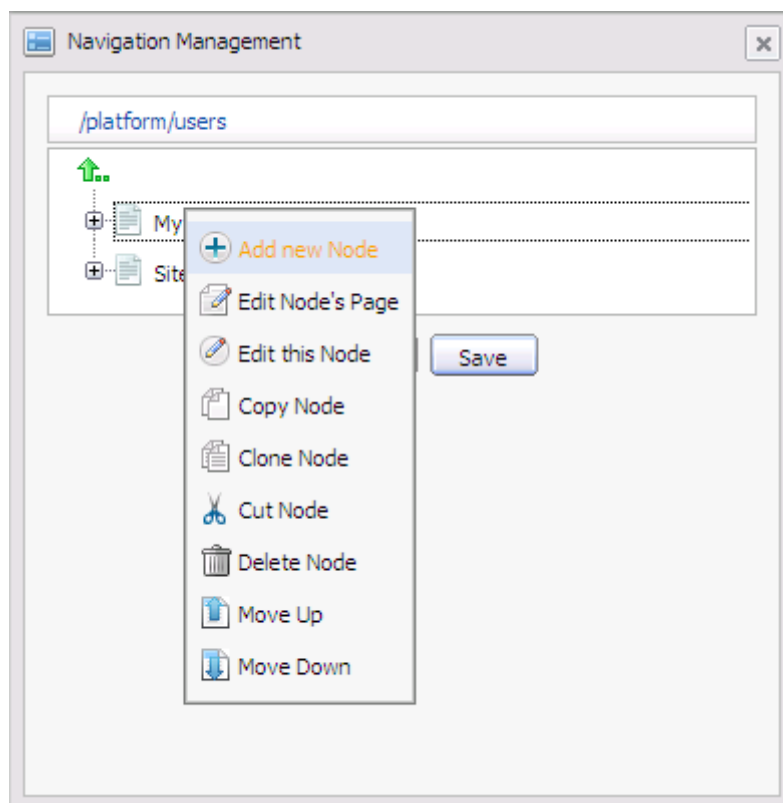 Navigation Management
/platform/users
My
Site
Add new Node
Edit Node's Page
Edit this Node
Save
Copy Node
Clone Node
Cut Node
Delete Node
Move Up
Move Down